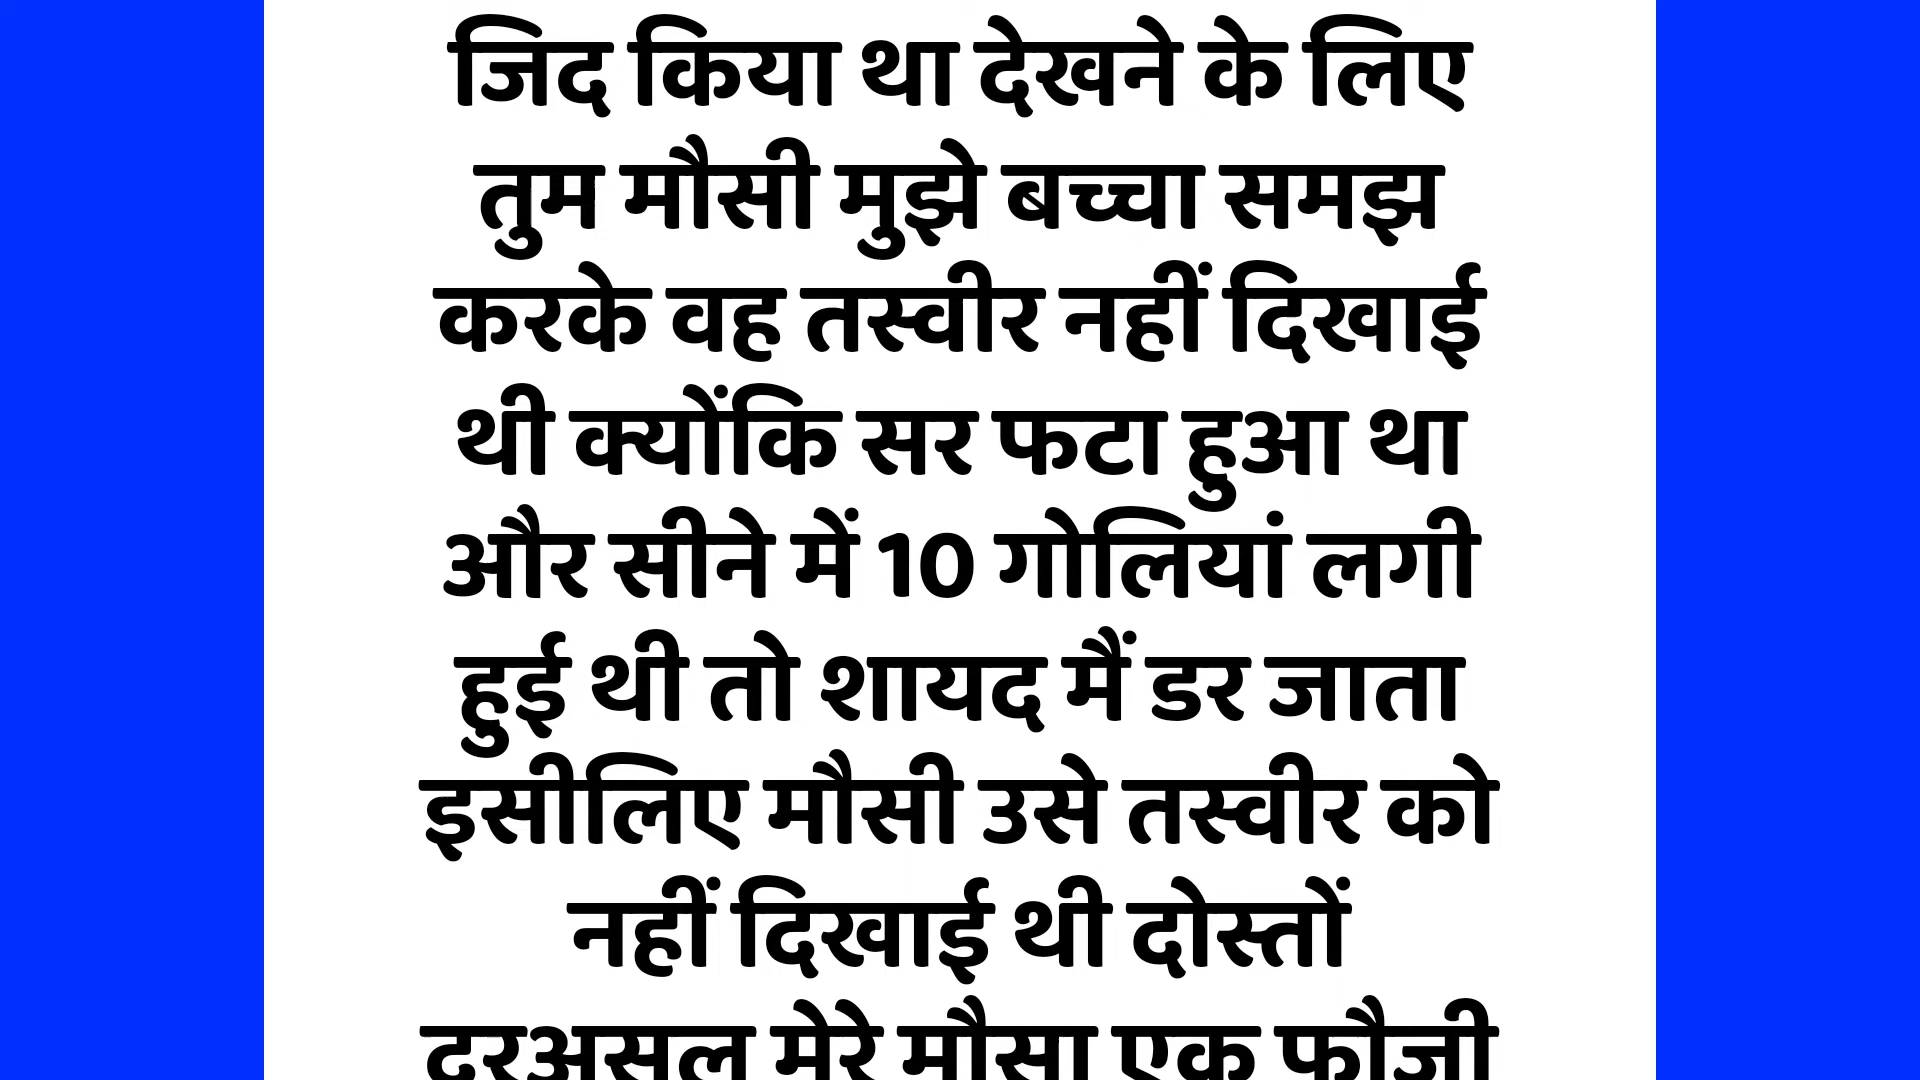 जिद किया था देखने के लिए
तुम मौसी मुझे बच्चा समझ
करके वह तस्वीर नहीं दिखाई
थी क्योंकि सर फटा हुआ था
और सीने में 10 गोलियां लगी
हुई थी तो शायद मैं डर जाता
इसीलिए मौसी उसे तस्वीर को
नहीं दिखाई थी दोस्तों
दरअसल मेरे मौसा एक फौजी